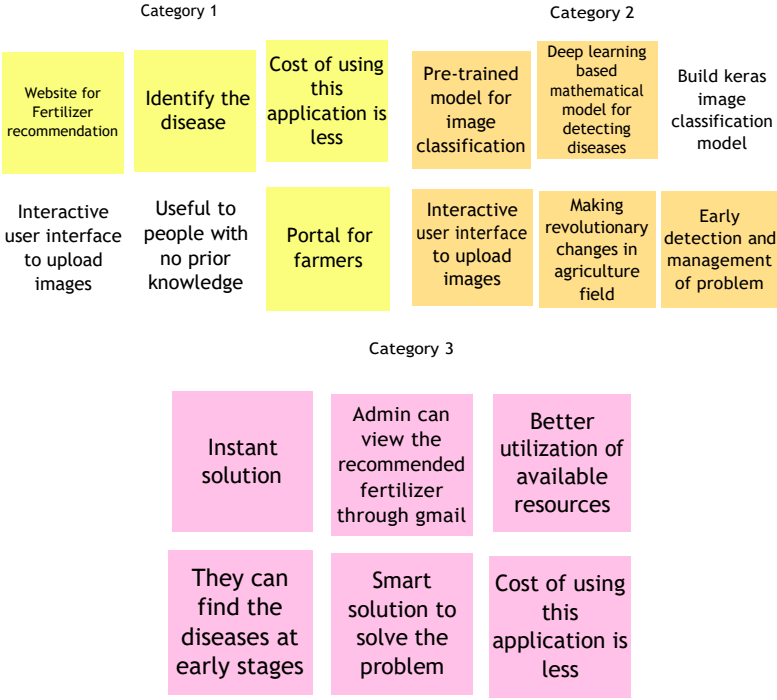 Category 1
Website for
Fertilizer
recommendation
Identify the
disease
Cost of using
this
application is
less
Interactive
user interface
to upload
images
Useful to
people with
no prior
knowledge
Portal for
farmers
Category 2
Pre-trained
model for
image
classification
Deep learning
based
mathematical
model for
detecting
diseases
Build keras
image
classification
model
Interactive
user interface
to upload
images
Making
revolutionary
changes in
agriculture
field
Early
detection and
management
of problem
Category 3
Instant
solution
Admin can
view the
recommended
fertilizer
through gmail
Better
utilization of
available
resources
They can
find the
diseases at
early stages
Smart
solution to
solve the
problem
Cost of using
this
application is
less